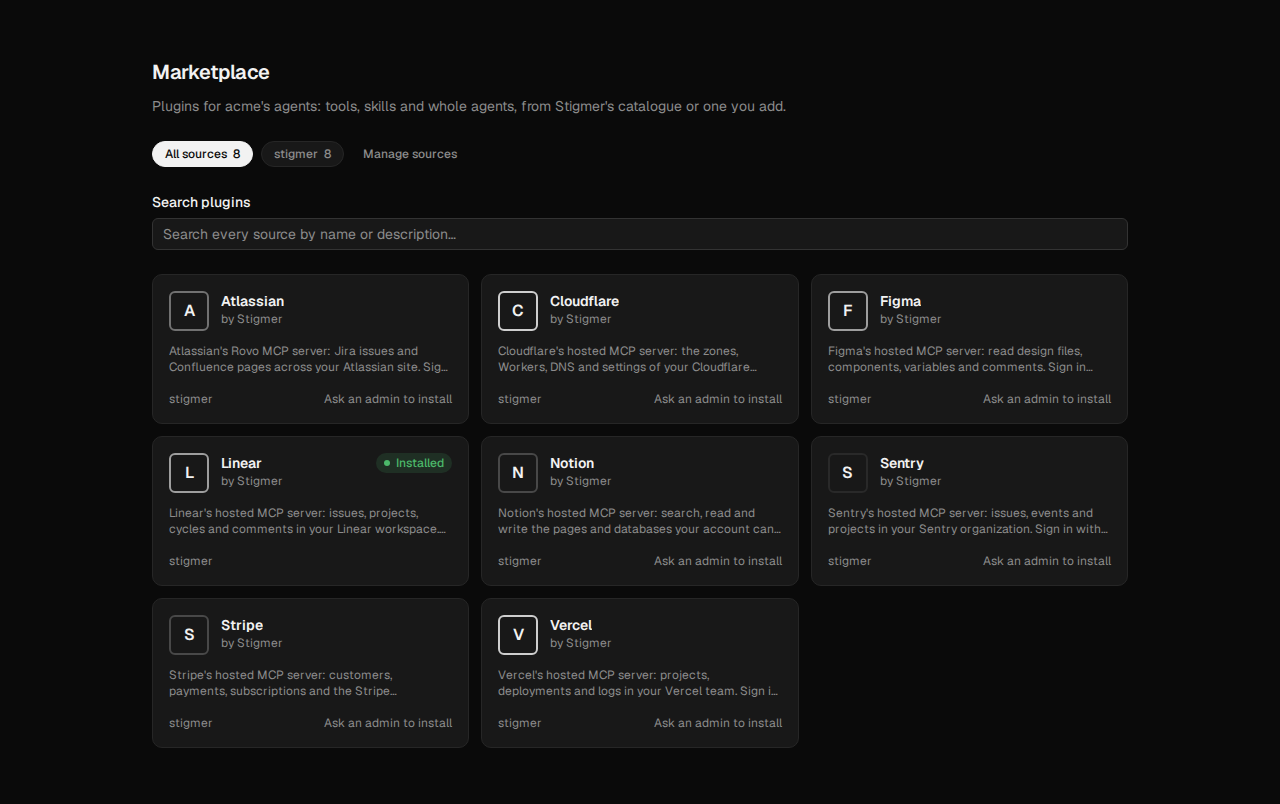 Marketplace
Plugins for acme's agents: tools, skills and whole agents, from Stigmer's catalogue or one you add.
All sources 8
stigmer 8
Manage sources
Search plugins
Search every source by name or description…
A
Atlassian
by Stigmer
Atlassian's Rovo MCP server: Jira issues and
Confluence pages across your Atlassian site. Sig…
stigmer
Ask an admin to install
C
Cloudflare
by Stigmer
Cloudflare's hosted MCP server: the zones,
Workers, DNS and settings of your Cloudflare…
stigmer
Ask an admin to install
F
Figma
by Stigmer
Figma's hosted MCP server: read design files,
components, variables and comments. Sign in…
stigmer
Ask an admin to install
L
Linear
by Stigmer
Installed
Linear's hosted MCP server: issues, projects,
cycles and comments in your Linear workspace.…
stigmer
N
Notion
by Stigmer
Notion's hosted MCP server: search, read and
write the pages and databases your account can…
stigmer
Ask an admin to install
S
Sentry
by Stigmer
Sentry's hosted MCP server: issues, events and
projects in your Sentry organization. Sign in with…
stigmer
Ask an admin to install
S
Stripe
by Stigmer
Stripe's hosted MCP server: customers,
payments, subscriptions and the Stripe…
stigmer
Ask an admin to install
V
Vercel
by Stigmer
Vercel's hosted MCP server: projects,
deployments and logs in your Vercel team. Sign i…
stigmer
Ask an admin to install